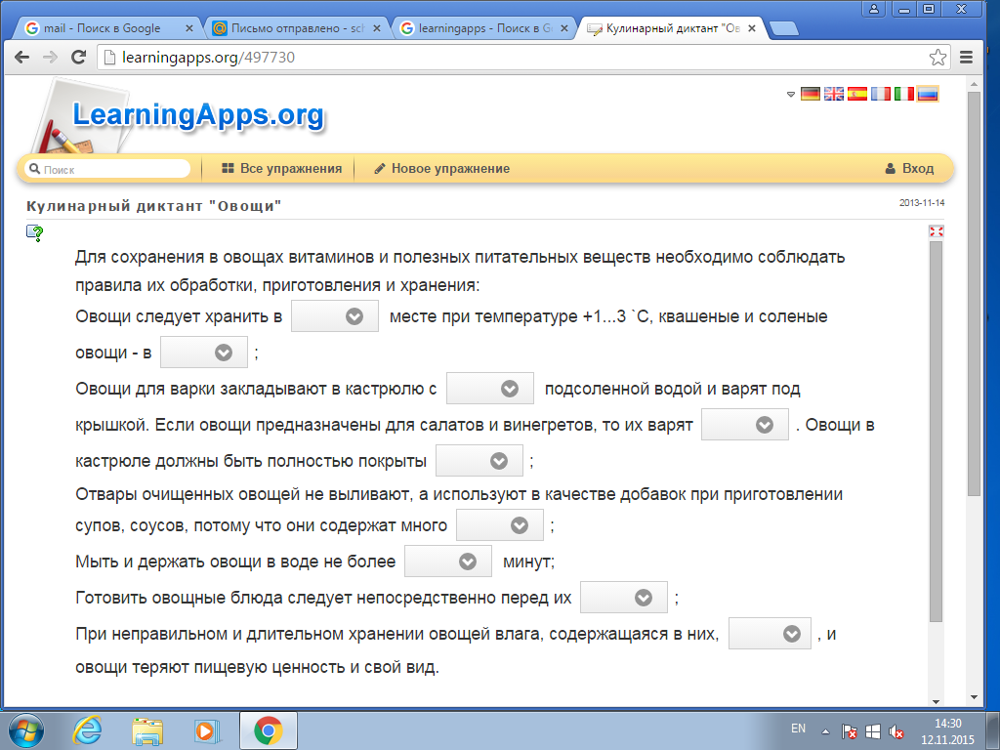 mail - Поиск в Google
Письмо отправлено - sch
learningapps - Поиск в Go
Кулинарный диктант "Ов
learningapps.org/497730
LearningApps.org
Поиск
Все упражнения
Новое упражнение
Вход
Кулинарный диктант "Овощи"
2013-11-14
Для сохранения в овощах витаминов и полезных питательных веществ необходимо соблюдать
правила их обработки, приготовления и хранения:
Овощи следует хранить в месте при температуре +1...3 `С, квашеные и соленые
овощи - в ;
Овощи для варки закладывают в кастрюлю с подсоленной водой и варят под
крышкой. Если овощи предназначены для салатов и винегретов, то их варят . Овощи в
кастрюле должны быть полностью покрыты ;
Отвары очищенных овощей не выливают, а используют в качестве добавок при приготовлении
супов, соусов, потому что они содержат много ;
Мыть и держать овощи в воде не более минут;
Готовить овощные блюда следует непосредственно перед их ;
При неправильном и длительном хранении овощей влага, содержащаяся в них, , и
овощи теряют пищевую ценность и свой вид.
EN
14:30
12.11.2015